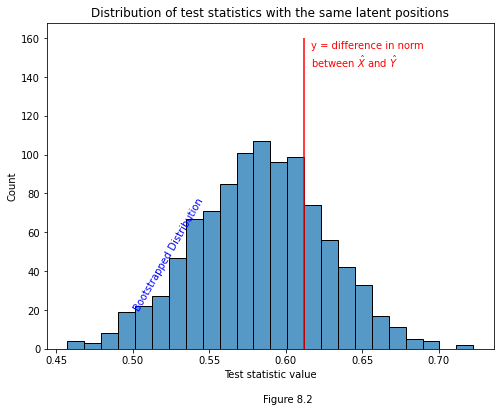 Distribution of test statistics with the same latent positions
y = difference in norm
between X̂ and Ŷ
Bootstrapped Distribution
Count
160
140
120
100
80
60
40
20
0
0.45 0.50 0.55 0.60 0.65 0.70
Test statistic value
Figure 8.2